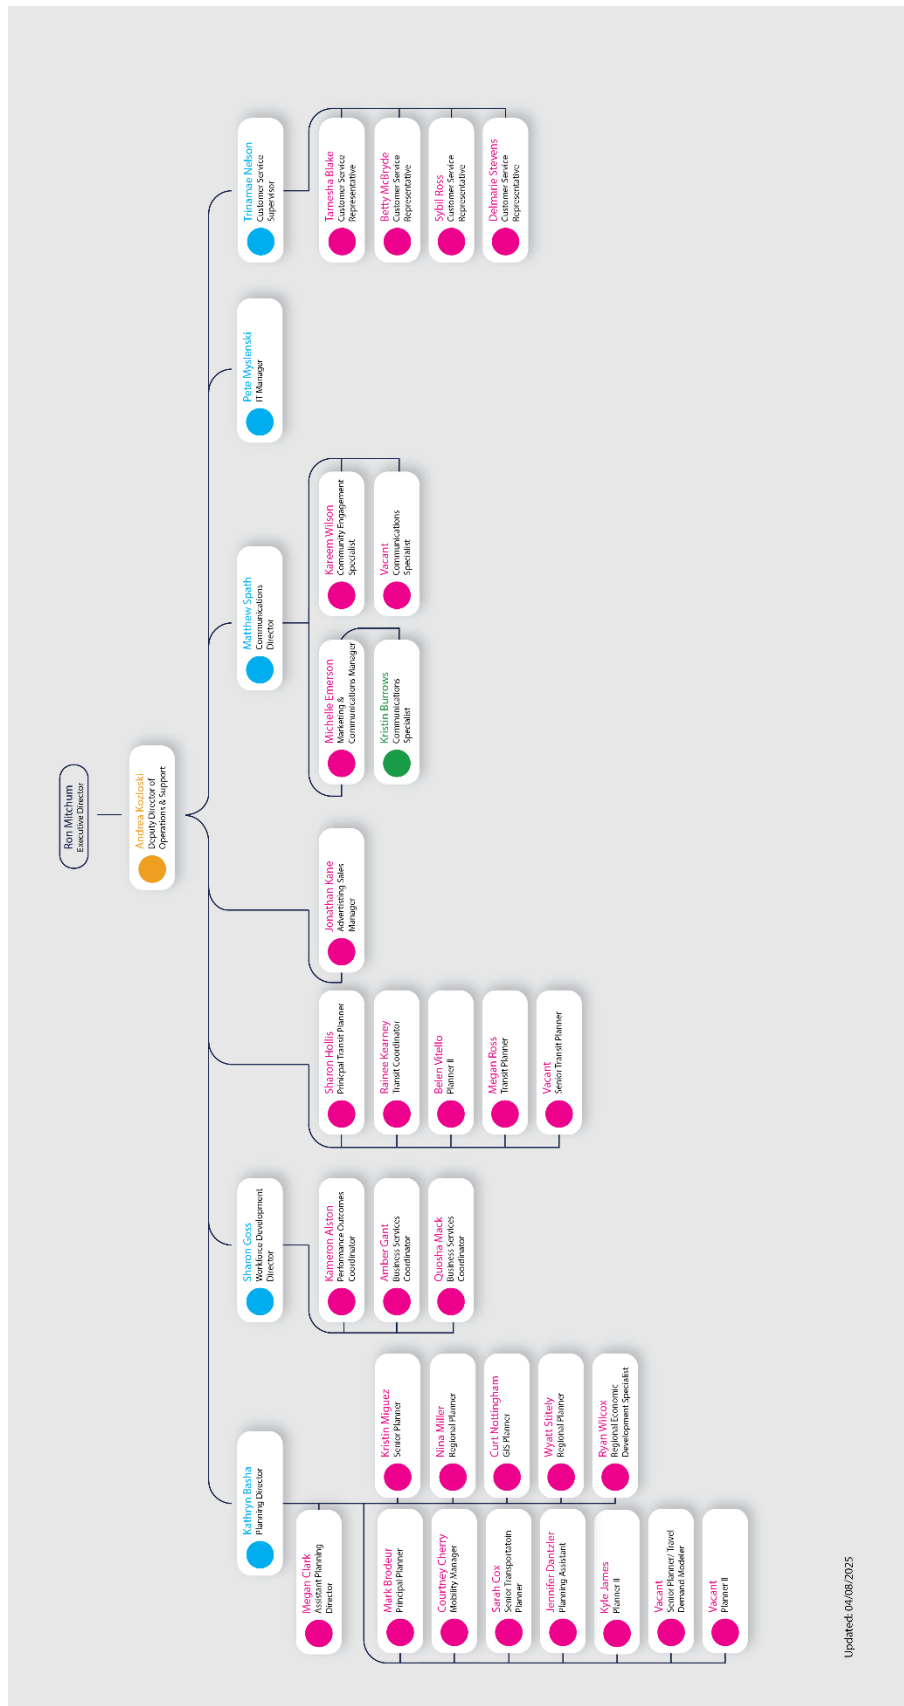 Ron Mitchum
Executive Director
Andrea Kozloski
Deputy Director of
Operations & Support
Kathryn Basha
Planning Director
Megan Clark
Assistant Planning
Director
Mark Brodeur
Principal Planner
Courtney Cherry
Mobility Manager
Sarah Cox
Senior Transportatoin
Planner
Jennifer Dantzler
Planning Assistant
Kyle James
Planner II
Vacant
Senior Planner/ Travel
Demand Modeler
Vacant
Planner II
Kristin Miguez
Senior Planner
Nina Miller
Regional Planner
Curt Nottingham
GIS Planner
Wyatt Stitely
Regional Planner
Ryan Wilcox
Regional Economic
Development Specialist
Sharon Goss
Workforce Development
Director
Kameron Alston
Performance Outcomes
Coordinator
Amber Gant
Business Services
Coordinator
Quosha Mack
Business Services
Coordinator
Sharon Hollis
Prinicpal Transit Planner
Rainee Kearney
Transit Coordinator
Belen Vitello
Planner II
Megan Ross
Transit Planner
Vacant
Senior Transit Planner
Jonathan Kane
Advertisting Sales
Manager
Matthew Spath
Communications
Director
Michelle Emerson
Marketing &
Communications Manager
Kristin Burrows
Communications
Specialist
Kareem Wilson
Community Engagement
Specialist
Vacant
Communications
Specialist
Pete Myslenski
IT Manager
Trinamae Nelson
Customer Service
Supervisor
Tarnesha Blake
Customer Service
Representative
Betty McBryde
Customer Service
Representative
Sybil Ross
Customer Service
Representative
Delmarie Stevens
Customer Service
Representative
Updated: 04/08/2025